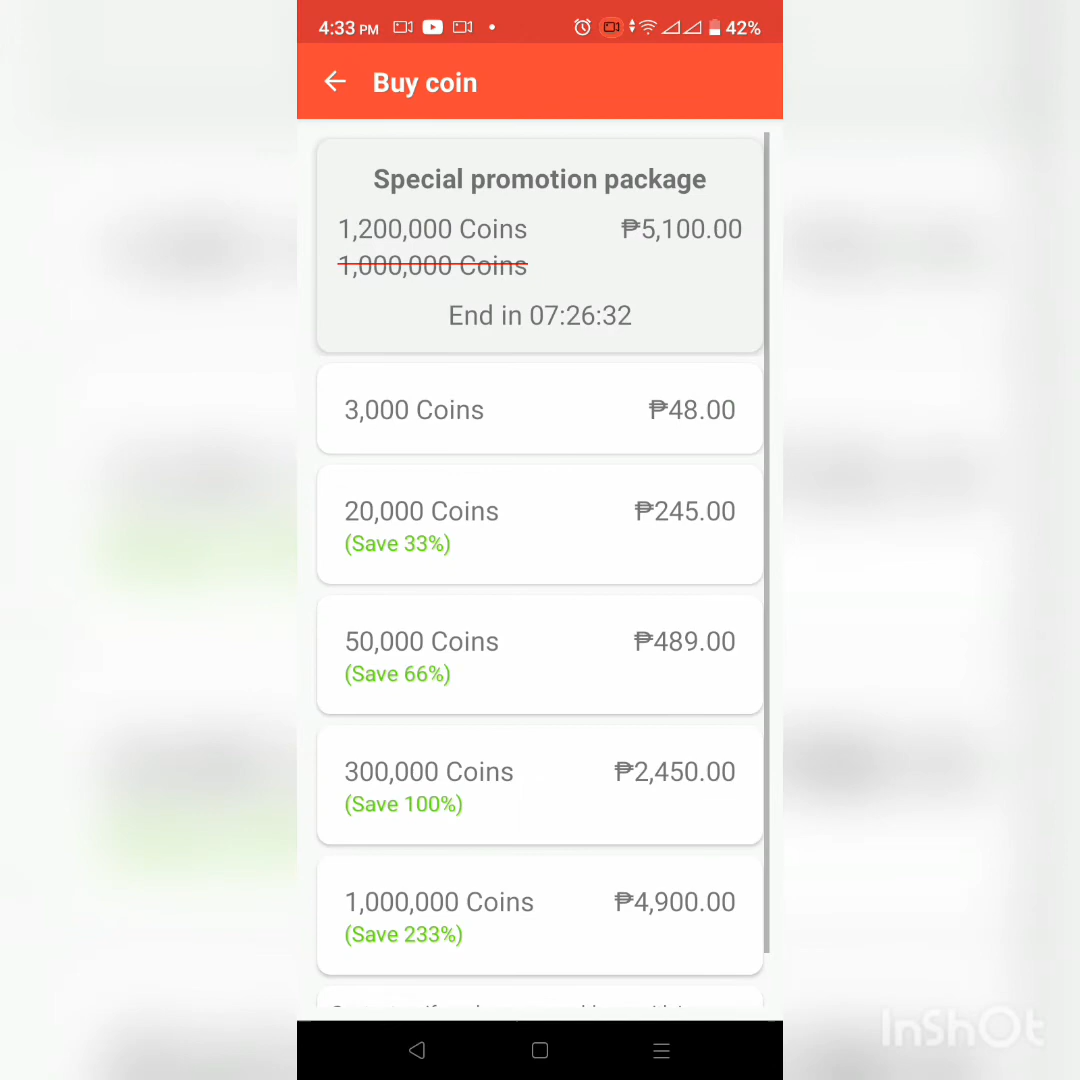 4:33 PM
42%
Buy coin
Special promotion package
1,200,000 Coins ₱5,100.00
1,000,000 Coins
End in 07:26:32
3,000 Coins ₱48.00
20,000 Coins ₱245.00
(Save 33%)
50,000 Coins ₱489.00
(Save 66%)
300,000 Coins ₱2,450.00
(Save 100%)
1,000,000 Coins ₱4,900.00
(Save 233%)
InShOt